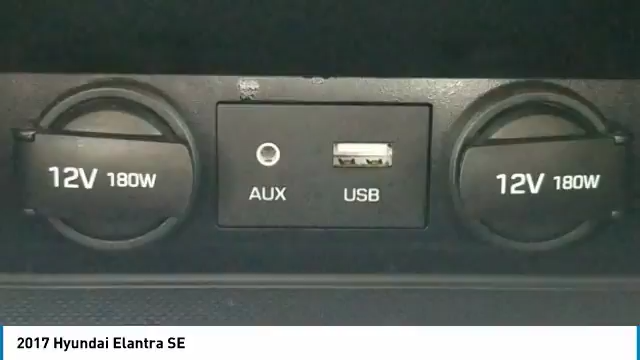 12V 180W
AUX
USB
12V 180W
2017 Hyundai Elantra SE